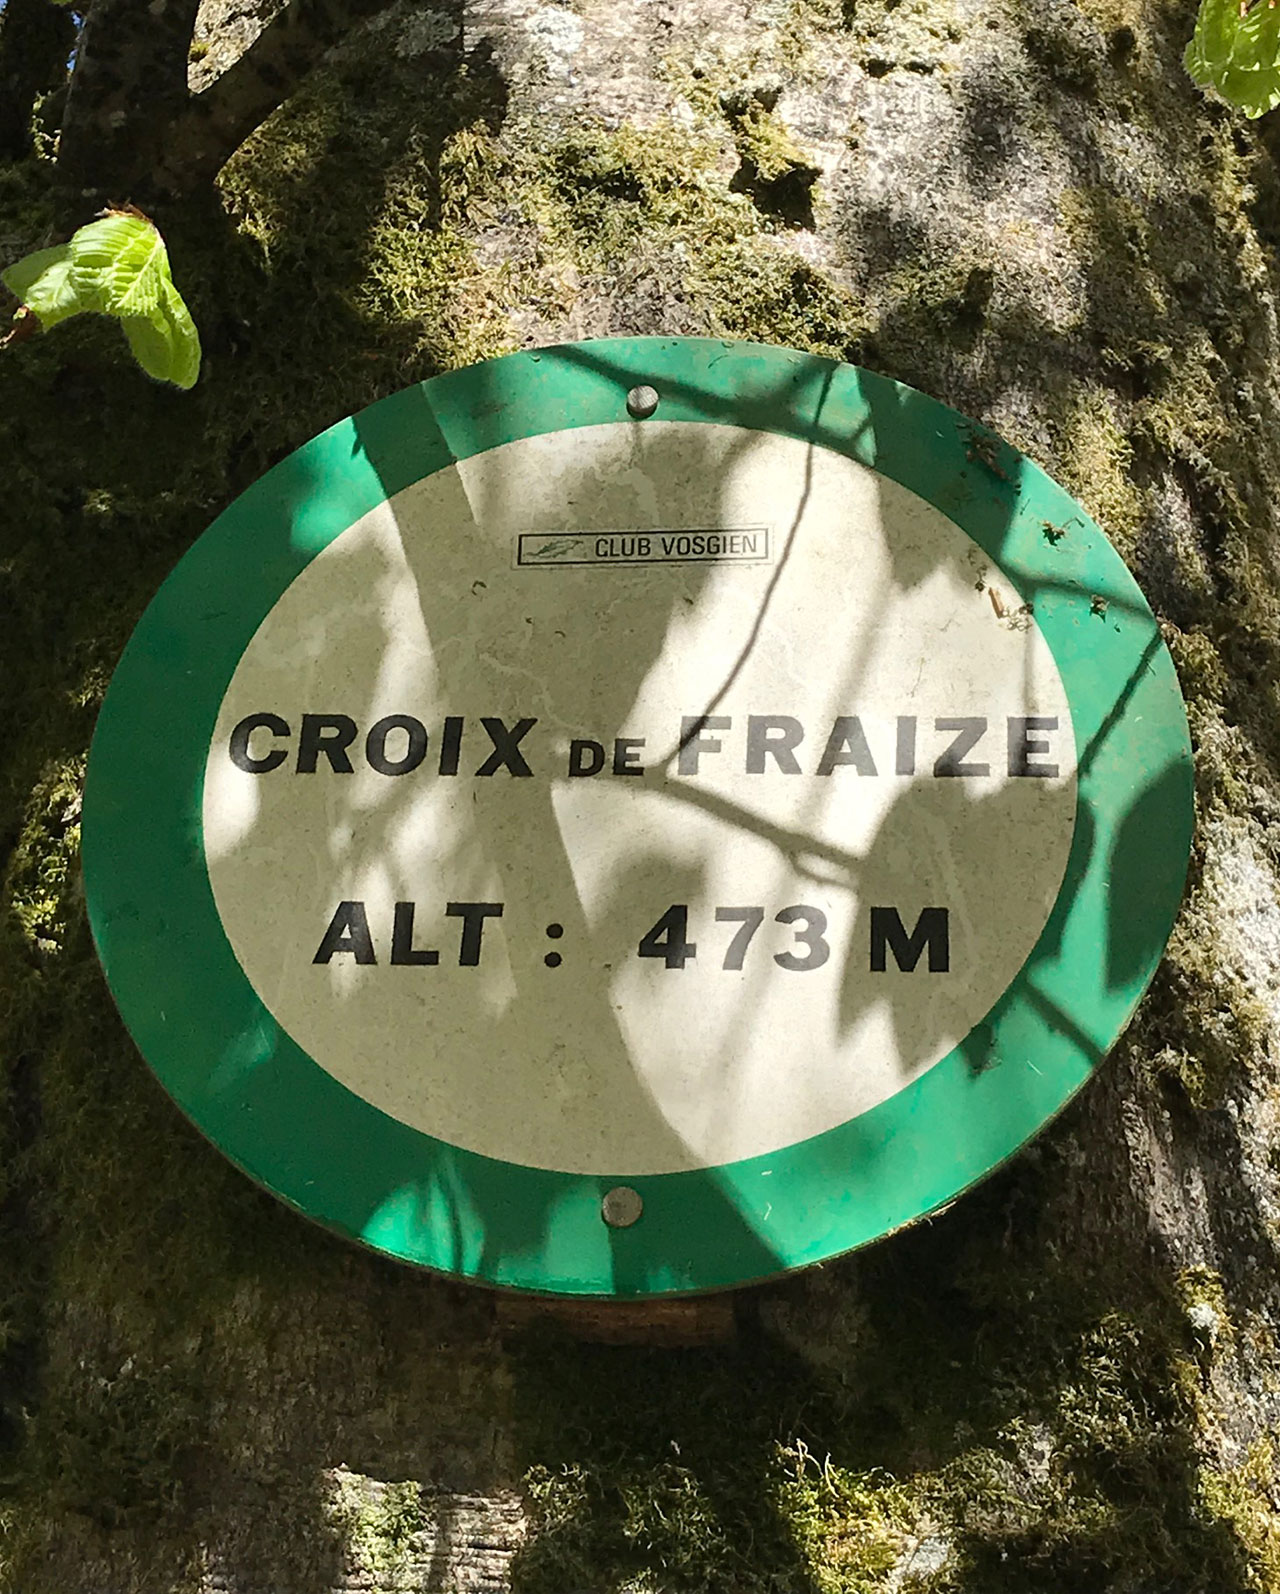 CLUB VOSGIEN
CROIX DE FRAIZE
ALT : 473 M